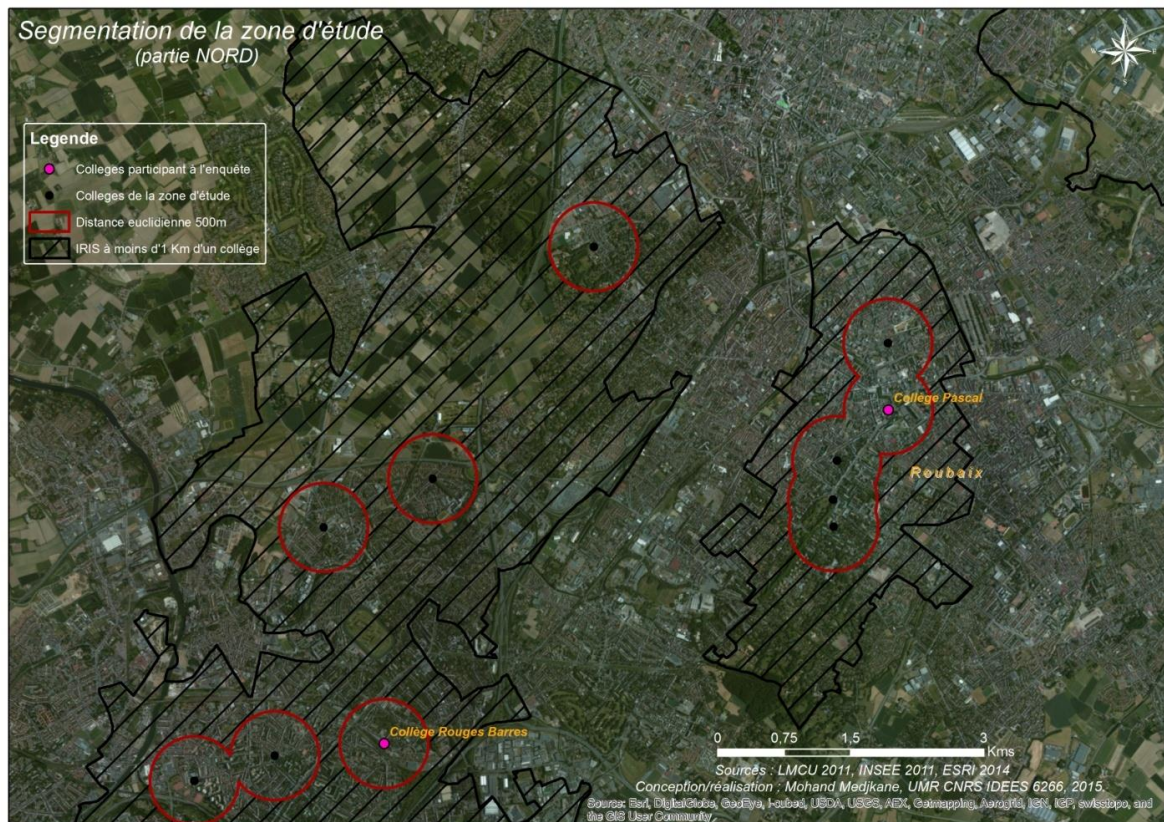 Segmentation de la zone d'étude
(partie NORD)
Legende
Colleges participant à l'enquête
Colleges de la zone d'étude
Distance euclidienne 500m
IRIS à moins d'1 Km d'un collège
Collège Pascal
Roubaix
Collège Rouges Barres
0 0,75 1,5 3
Kms
Sources : LMCU 2011, INSEE 2011, ESRI 2014
Conception/réalisation : Mohand Medjkane, UMR CNRS IDEES 6266, 2015.
Source: Esri, DigitalGlobe, GeoEye, i-cubed, USDA, USGS, AEX, Getmapping, Aerogrid, IGN, IGP, swisstopo, and
the GIS User Community